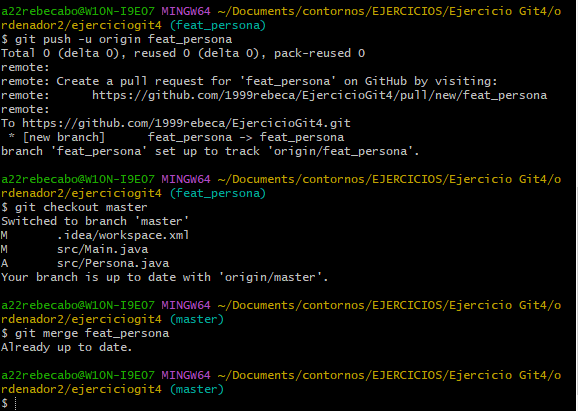 a22rebecabo@W10N-I9E07 MINGW64 ~/Documents/contornos/EJERCICIOS/Ejercicio Git4/o
rdenador2/ejerciciogit4 (feat_persona)
$ git push -u origin feat_persona
Total 0 (delta 0), reused 0 (delta 0), pack-reused 0
remote:
remote: Create a pull request for 'feat_persona' on GitHub by visiting:
remote:      https://github.com/1999rebeca/EjercicioGit4/pull/new/feat_persona
remote:
To https://github.com/1999rebeca/EjercicioGit4.git
 * [new branch]      feat_persona -> feat_persona
branch 'feat_persona' set up to track 'origin/feat_persona'.
a22rebecabo@W10N-I9E07 MINGW64 ~/Documents/contornos/EJERCICIOS/Ejercicio Git4/o
rdenador2/ejerciciogit4 (feat_persona)
$ git checkout master
Switched to branch 'master'
M       .idea/workspace.xml
M       src/Main.java
A       src/Persona.java
Your branch is up to date with 'origin/master'.
a22rebecabo@W10N-I9E07 MINGW64 ~/Documents/contornos/EJERCICIOS/Ejercicio Git4/o
rdenador2/ejerciciogit4 (master)
$ git merge feat_persona
Already up to date.
a22rebecabo@W10N-I9E07 MINGW64 ~/Documents/contornos/EJERCICIOS/Ejercicio Git4/o
rdenador2/ejerciciogit4 (master)
$